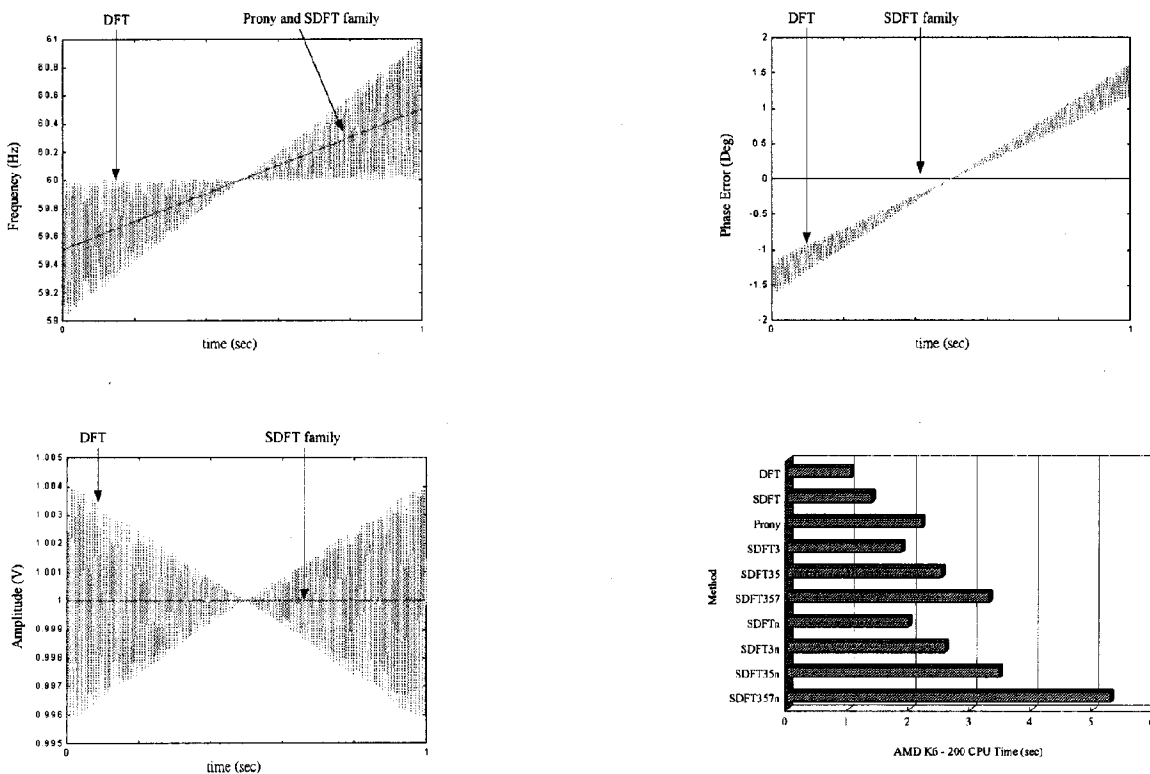 DFT
Prony and SDFT family
61
60.8
60.6
60.4
60.2
60
59.8
59.6
59.4
59.2
59
Frequency (Hz)
0
1
time (sec)
DFT
SDFT family
2
1.5
1
0.5
0
-0.5
-1
-1.5
-2
Phase Error (Deg)
0
1
time (sec)
DFT
SDFT family
1.005
1.004
1.003
1.002
1.001
1
0.999
0.998
0.997
0.996
0.995
Amplitude (V)
0
1
time (sec)
DFT
SDFT
Prony
SDFT3
SDFT35
SDFT357
SDFTn
SDFT3n
SDFT35n
SDFT357n
Method
0
1
2
3
4
5
6
AMD K6 - 200 CPU Time (sec)